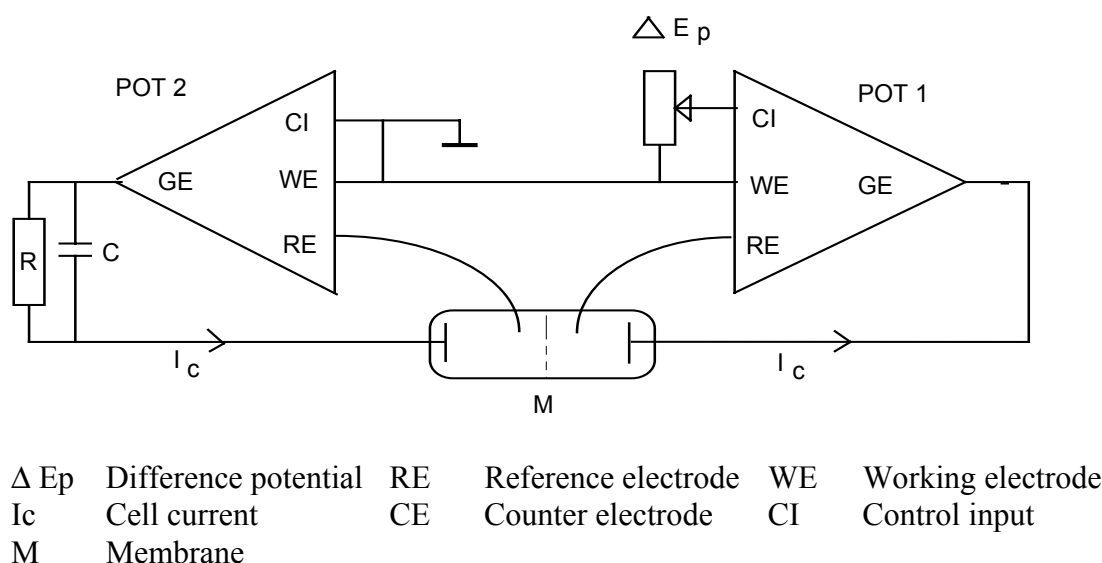 Δ E p
POT 2
POT 1
CI
CI
GE
WE
WE
GE
RE
RE
R
C
I c
I c
M
Δ Ep Difference potential RE Reference electrode WE Working electrode
Ic Cell current CE Counter electrode CI Control input
M Membrane